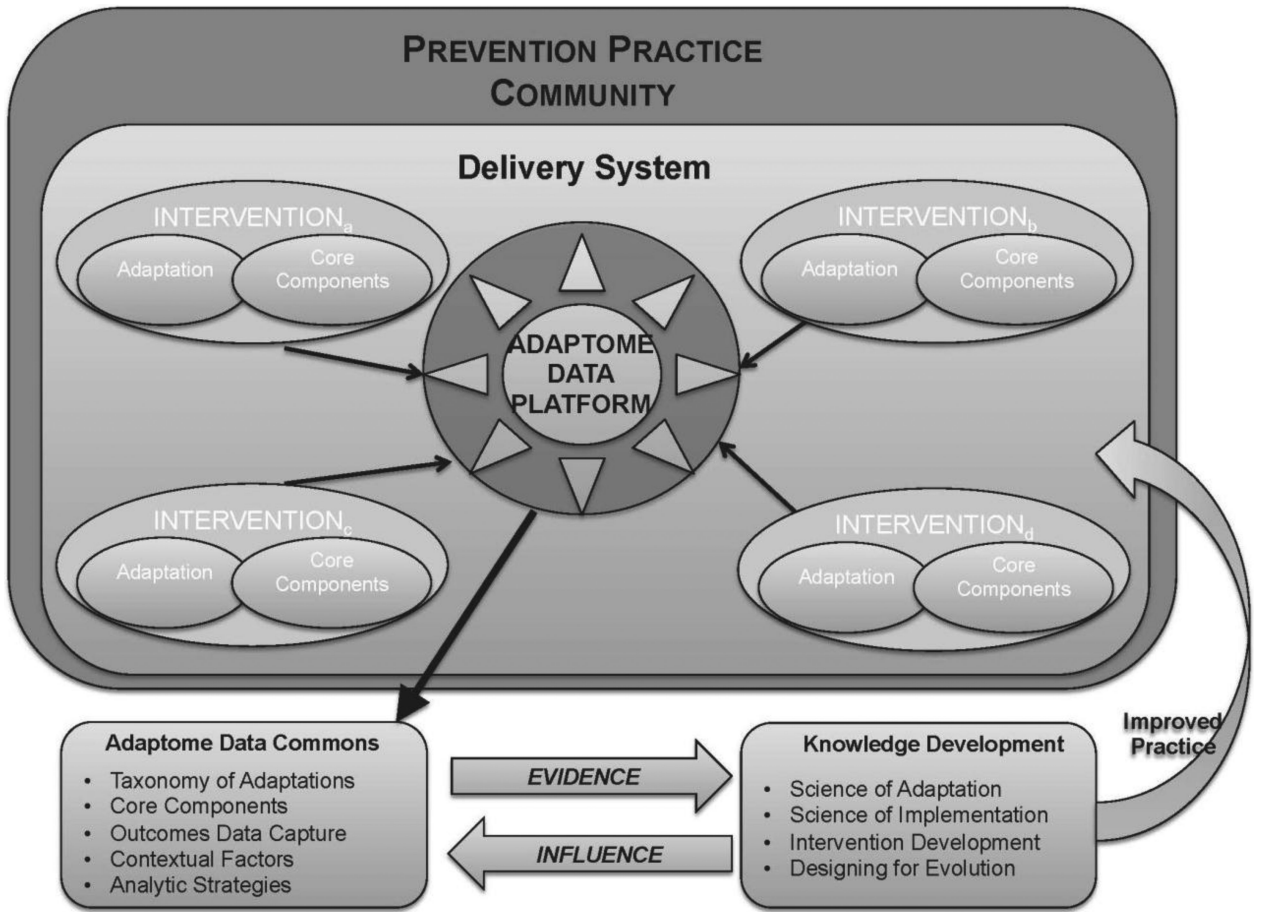 PREVENTION PRACTICE
COMMUNITY
Delivery System
INTERVENTIONa
Adaptation
Core
Components
INTERVENTIONb
Adaptation
Core
Components
ADAPTOME
DATA
PLATFORM
INTERVENTIONc
Adaptation
Core
Components
INTERVENTIONd
Adaptation
Core
Components
Improved
Practice
Adaptome Data Commons
• Taxonomy of Adaptations
• Core Components
• Outcomes Data Capture
• Contextual Factors
• Analytic Strategies
EVIDENCE
INFLUENCE
Knowledge Development
• Science of Adaptation
• Science of Implementation
• Intervention Development
• Designing for Evolution